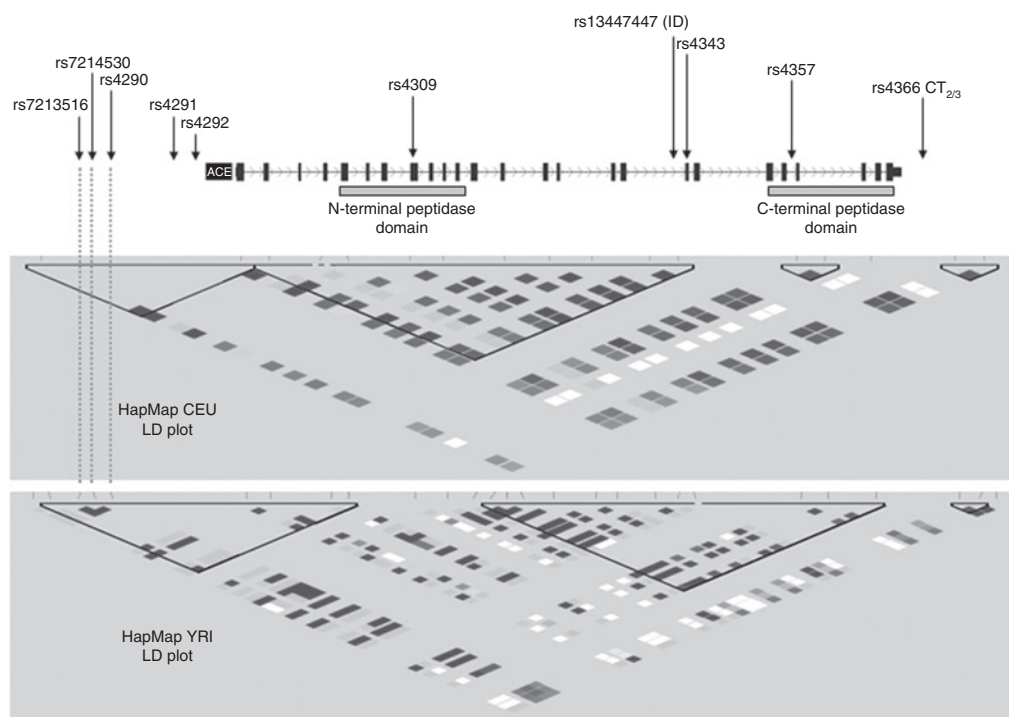 rs13447447 (ID)
rs4343
rs7214530
rs4290
rs7213516
rs4291
rs4292
rs4309
rs4357
rs4366 CT2/3
ACE
N-terminal peptidase
domain
C-terminal peptidase
domain
HapMap CEU
LD plot
HapMap YRI
LD plot